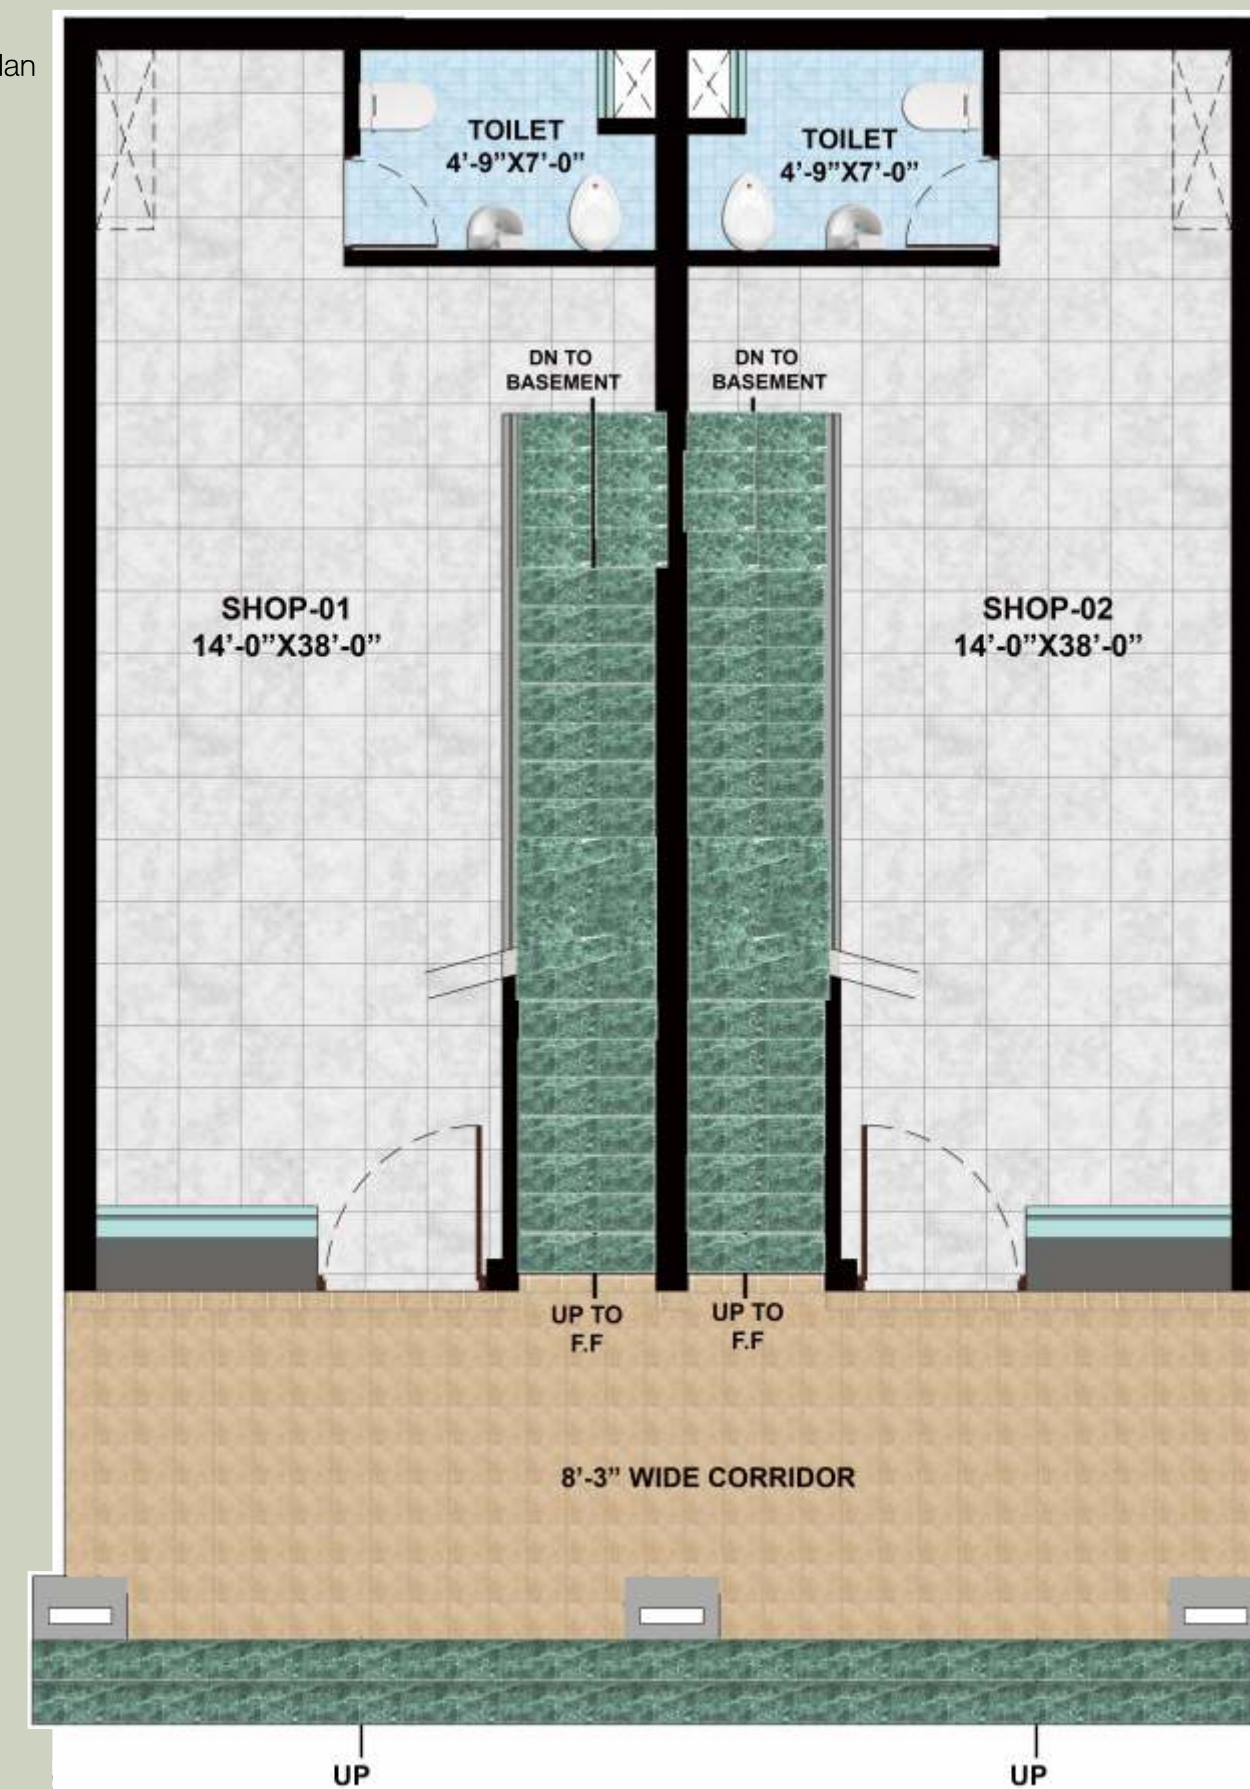 lan
TOILET
4’-9”X7’-0”
TOILET
4’-9”X7’-0”
DN TO
BASEMENT
DN TO
BASEMENT
SHOP-01
14’-0”X38’-0”
SHOP-02
14’-0”X38’-0”
UP TO
F.F
UP TO
F.F
8’-3” WIDE CORRIDOR
UP
UP